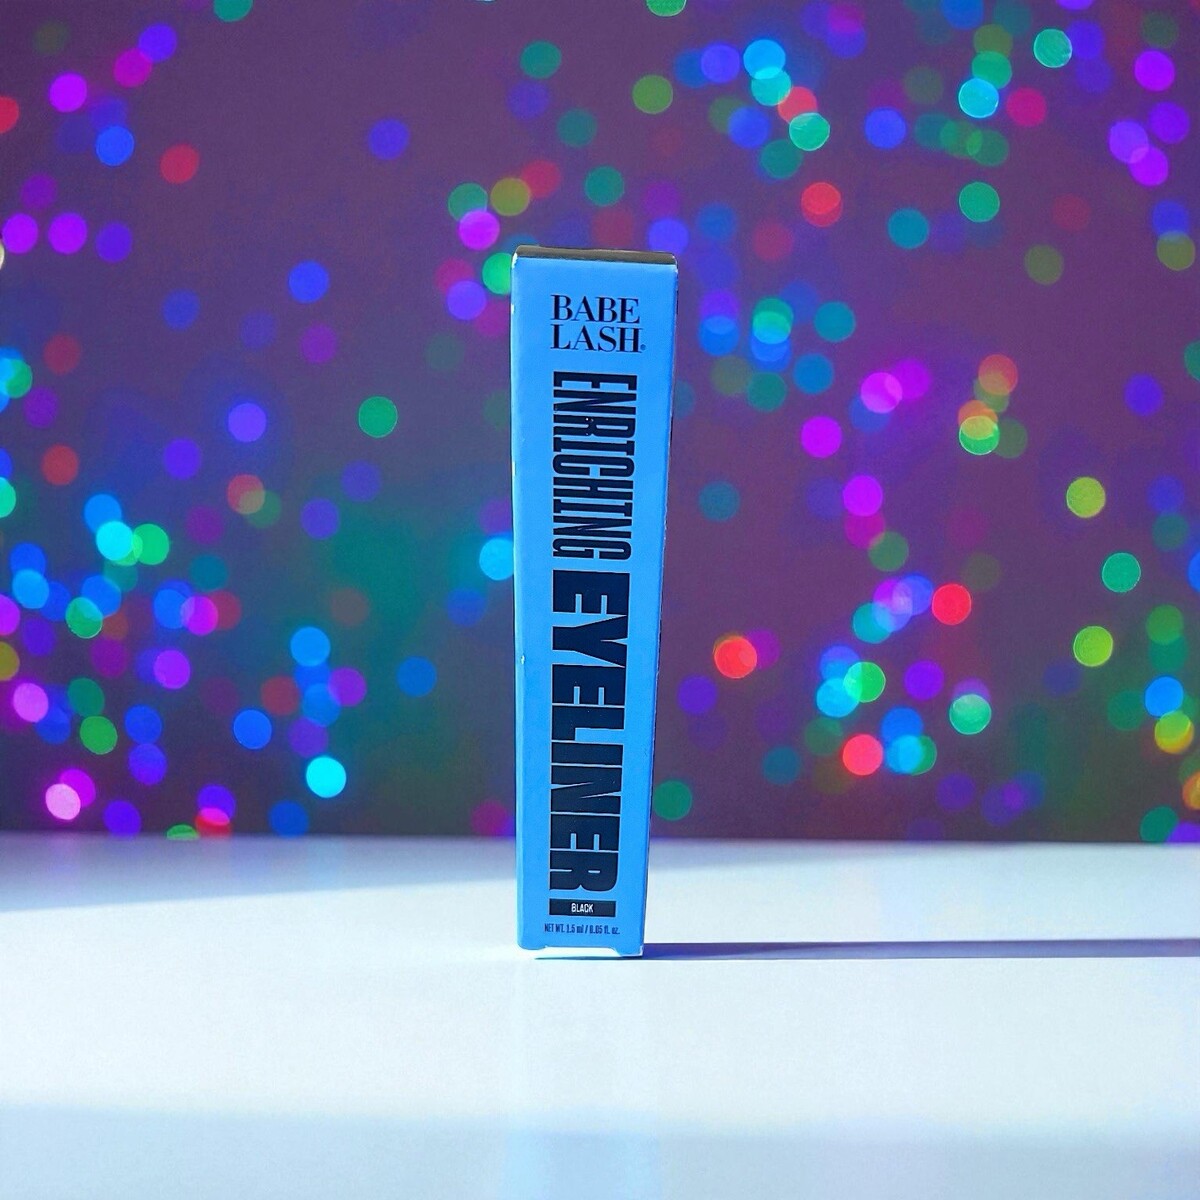 BABE
LASH®
ENRICHING EYELINER
BLACK
NET WT. 1.5 ml / 0.05 fl. oz.